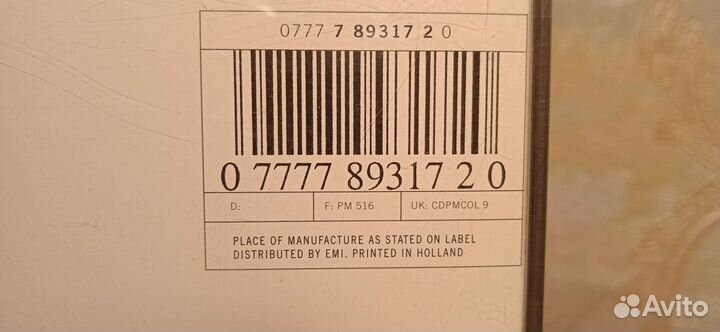 0777 7 89317 2 0
0 7777 89317 2 0
D: F: PM 516 UK: CDPMCOL 9
PLACE OF MANUFACTURE AS STATED ON LABEL
DISTRIBUTED BY EMI. PRINTED IN HOLLAND
Avito